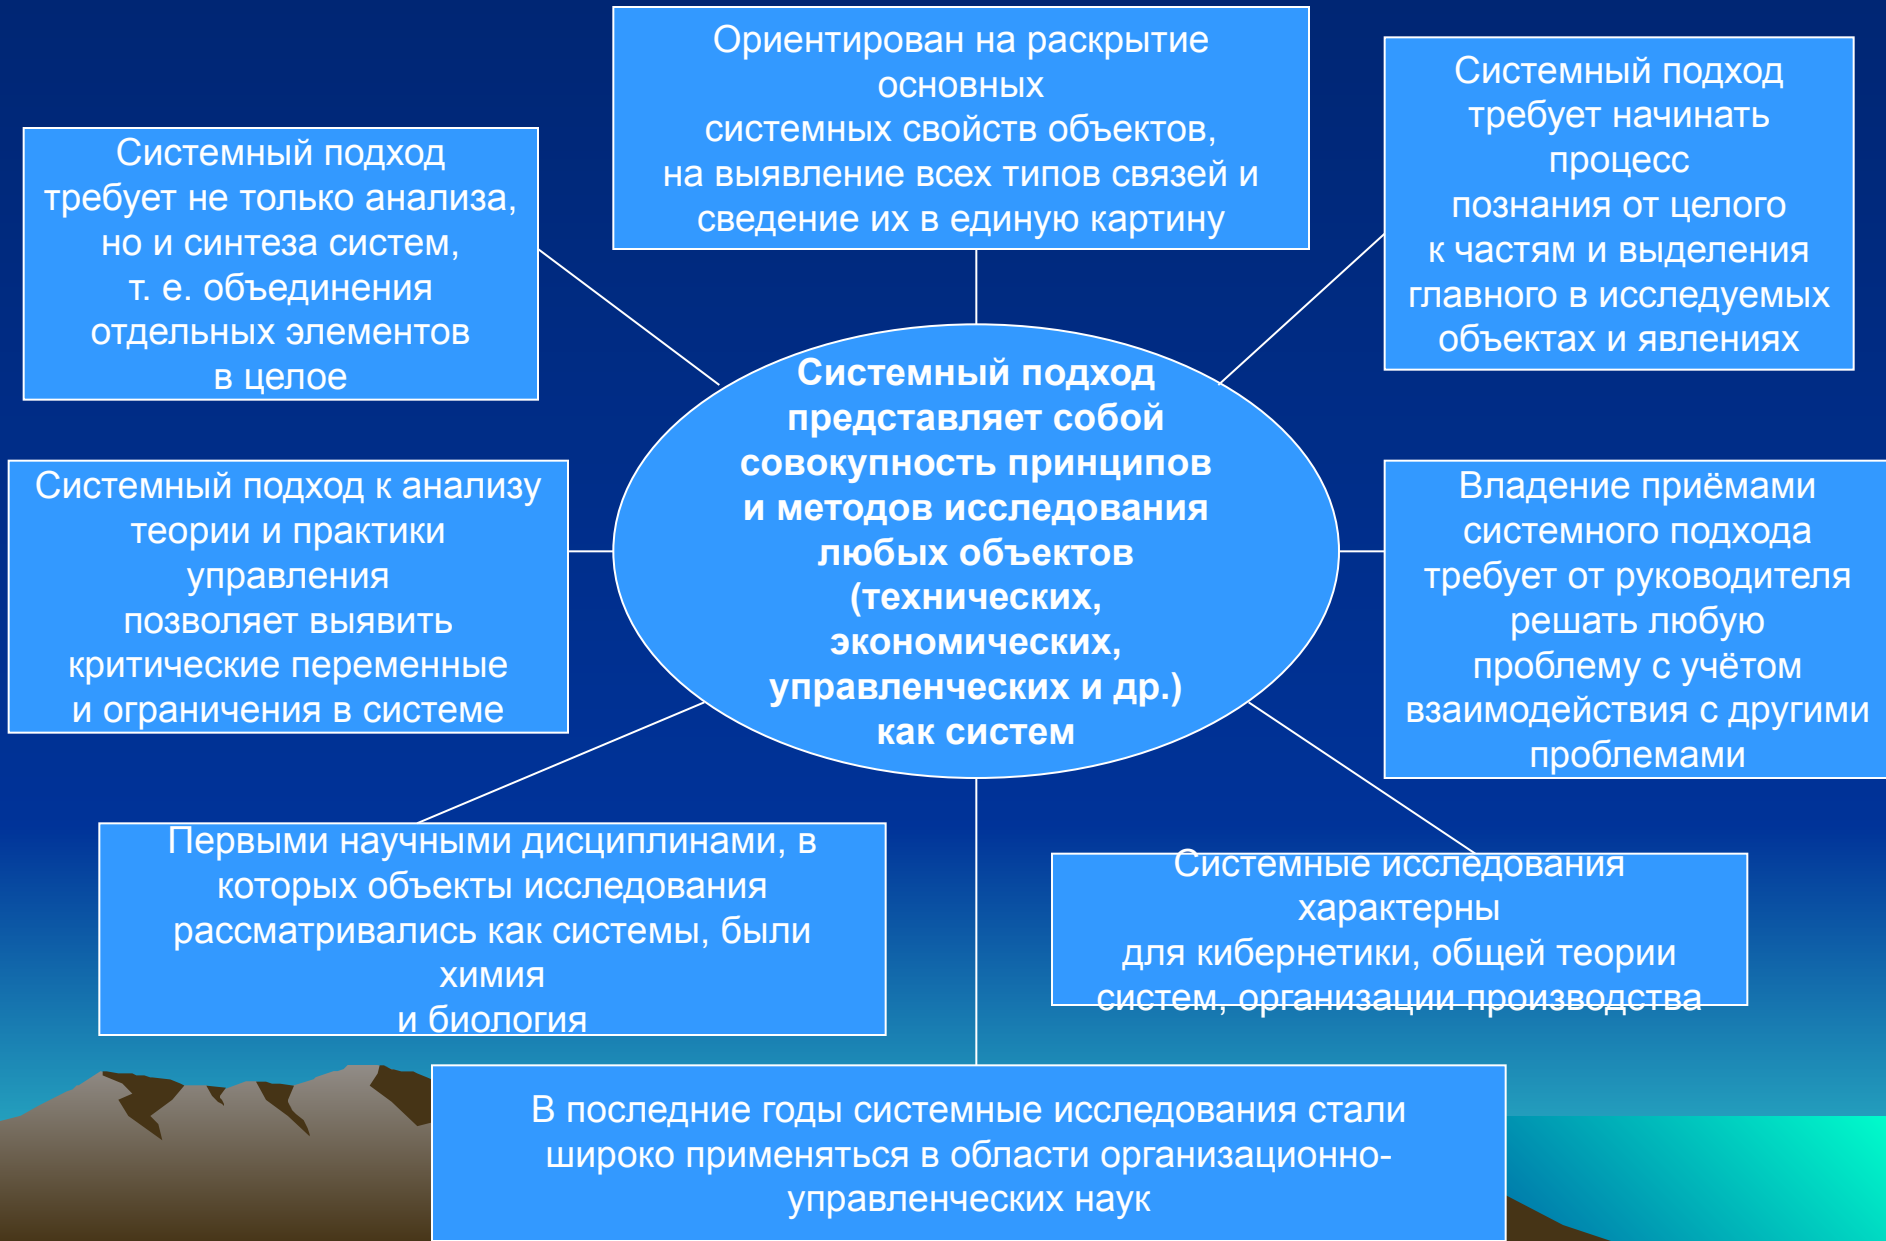 Ориентирован на раскрытие
основных
системных свойств объектов,
на выявление всех типов связей и
сведение их в единую картину
Системный подход
требует не только анализа,
но и синтеза систем,
т. е. объединения
отдельных элементов
в целое
Системный подход
требует начинать
процесс
познания от целого
к частям и выделения
главного в исследуемых
объектах и явлениях
Системный подход
представляет собой
совокупность принципов
и методов исследования
любых объектов
(технических,
экономических,
управленческих и др.)
как систем
Системный подход к анализу
теории и практики
управления
позволяет выявить
критические переменные
и ограничения в системе
Владение приёмами
системного подхода
требует от руководителя
решать любую
проблему с учётом
взаимодействия с другими
проблемами
Первыми научными дисциплинами, в
которых объекты исследования
рассматривались как системы, были
химия
и биология
Системные исследования
характерны
для кибернетики, общей теории
систем, организации производства
В последние годы системные исследования стали
широко применяться в области организационно-
управленческих наук